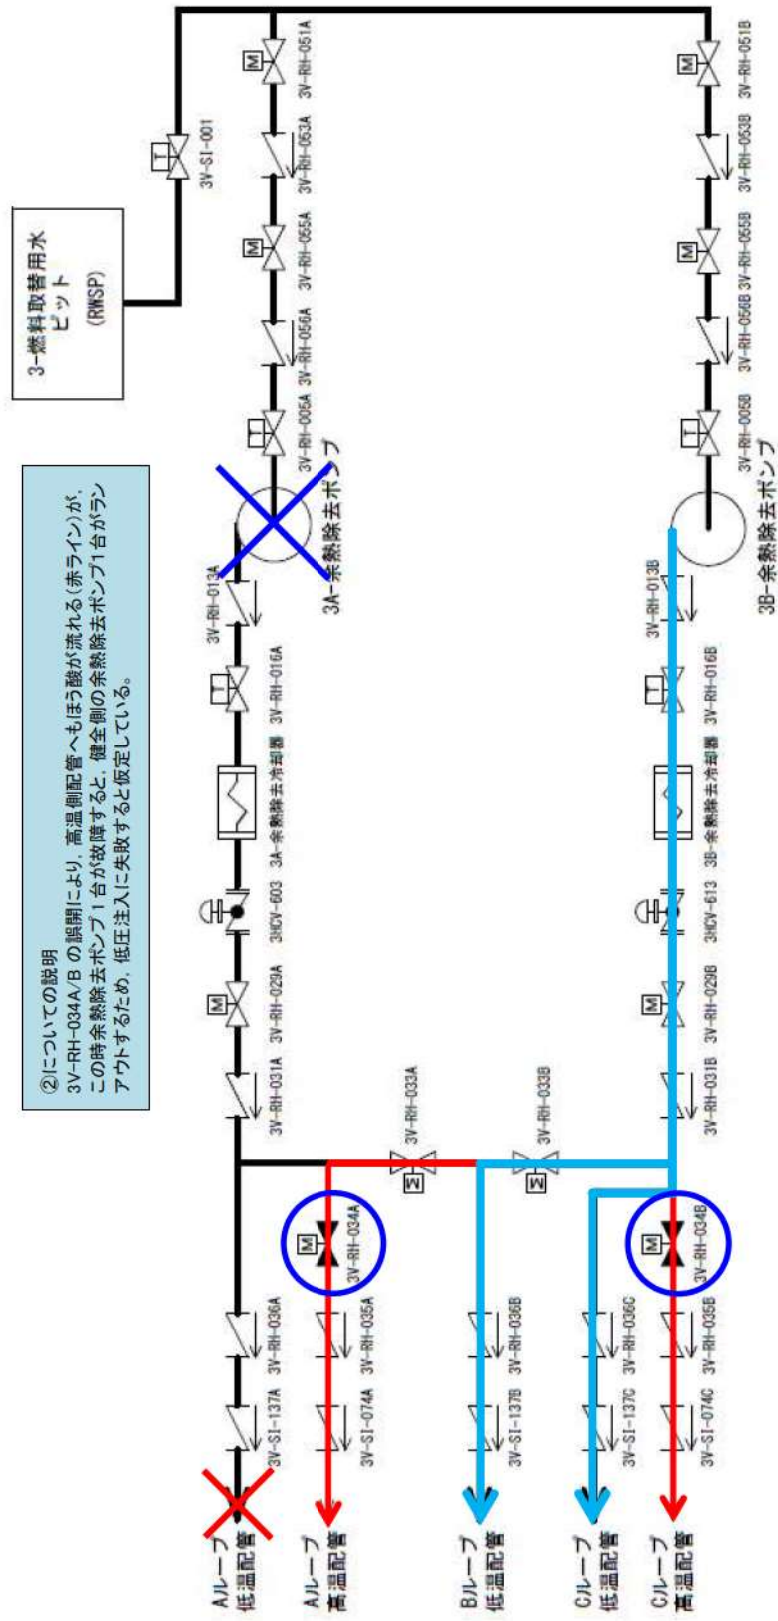 ②についての説明
3V-RH-034A/B の誤開により、高温側配管へもほう酸が流れる(赤ライン)が、
この時余熱除去ポンプ1台が故障すると、健全側の余熱除去ポンプ1台がラン
アウトするため、低圧注入に失敗すると仮定している。
3-燃料取替用水
ピット
(RWSP)
T
3V-SI-001
Aループ
低温配管
3V-SI-137A
3V-RH-036A
3V-RH-031A
M
3V-RH-029A
3HCV-603
3A-余熱除去冷却器
T
3V-RH-016A
3V-RH-013A
3A-余熱除去ポンプ
T
3V-RH-005A
3V-RH-056A
M
3V-RH-055A
3V-RH-053A
M
3V-RH-051A
Aループ
高温配管
3V-SI-074A
3V-RH-035A
M
3V-RH-034A
M
3V-RH-033A
Bループ
低温配管
3V-SI-137B
3V-RH-036B
M
3V-RH-033B
Cループ
低温配管
3V-SI-137C
3V-RH-036C
Cループ
高温配管
3V-SI-074C
3V-RH-035B
M
3V-RH-034B
3V-RH-031B
M
3V-RH-029B
3HCV-613
3B-余熱除去冷却器
T
3V-RH-016B
3V-RH-013B
3B-余熱除去ポンプ
T
3V-RH-005B
3V-RH-056B
M
3V-RH-055B
3V-RH-053B
M
3V-RH-051B